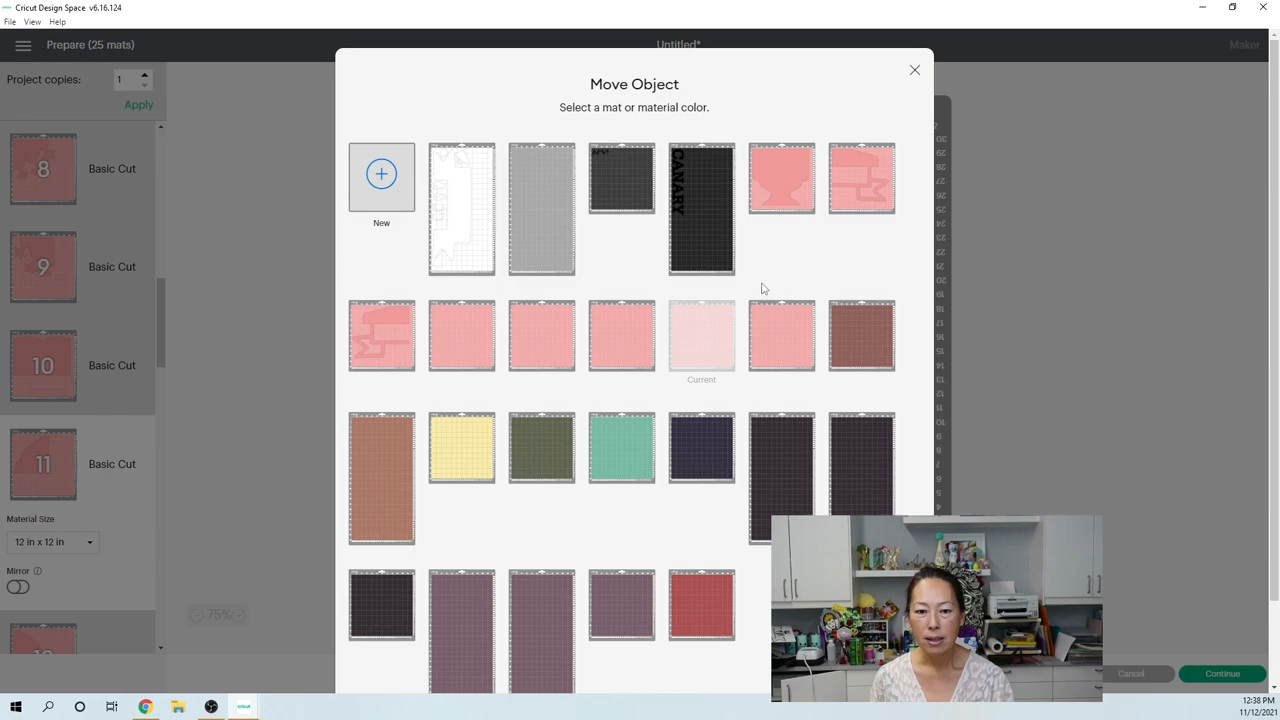 Cricut Design Space v6.16.124
File View Help
Prepare (25 mats)
Untitled*
Maker
Project copies: 1
Apply
8 Basic Cut
9 Basic Cut
10 Basic Cut
11 Basic Cut
Material Size
12 in x 12 in
Mirror
75%
Move Object
Select a mat or material color.
New
CANARY
Current
Cancel
Continue
12:38 PM
11/12/2021